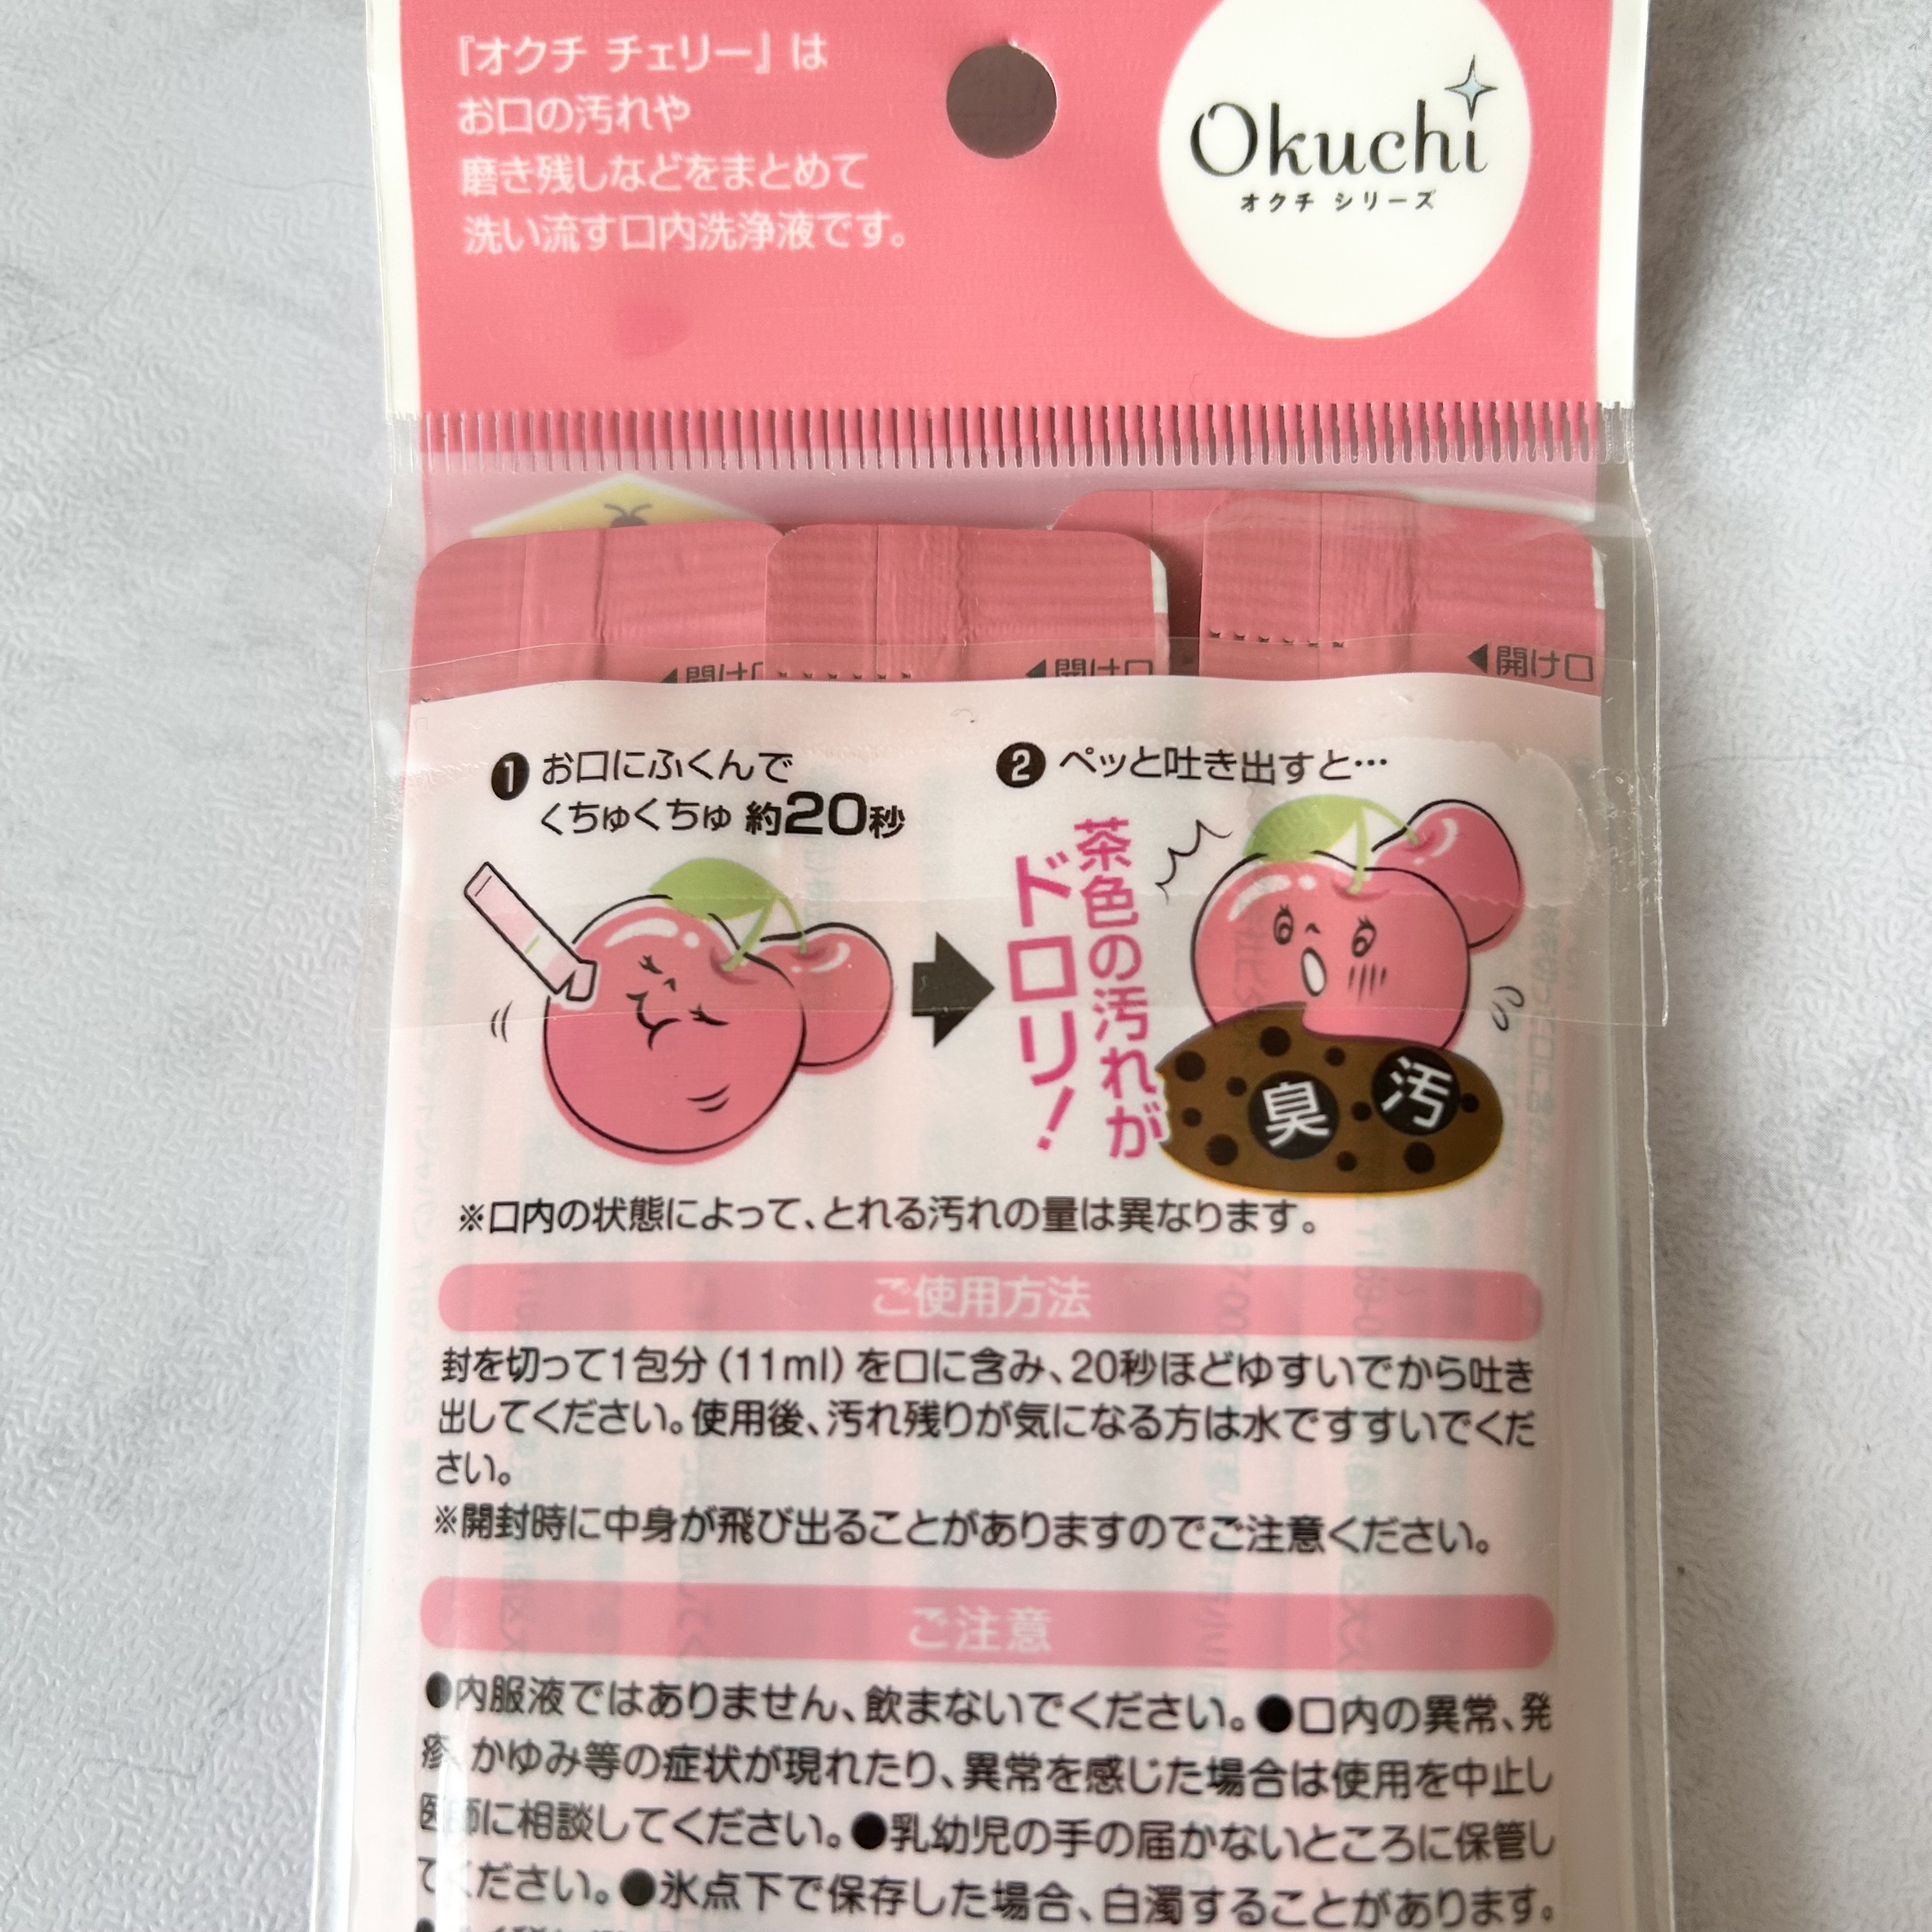 『オクチ チェリー』は
お口の汚れや
磨き残しなどをまとめて
洗い流す口内洗浄液です。
Okuchi
オクチ シリーズ
◀開け
◀開け口
◀開け口
❶お口にふくんで
くちゅくちゅ 約20秒
❷ペッと吐き出すと…
茶色の汚れが
ドロリ!
臭
汚
※口内の状態によって、とれる汚れの量は異なります。
ご使用方法
封を切って1包分(11ml)を口に含み、20秒ほどゆすいでから吐き
出してください。使用後、汚れ残りが気になる方は水ですすいでくだ
さい。
※開封時に中身が飛び出ることがありますのでご注意ください。
ご注意
●内服液ではありません、飲まないでください。●口内の異常、発
疹、かゆみ等の症状が現れたり、異常を感じた場合は使用を中止し
医師に相談してください。●乳幼児の手の届かないところに保管し
てください。●氷点下で保存した場合、白濁することがあります。